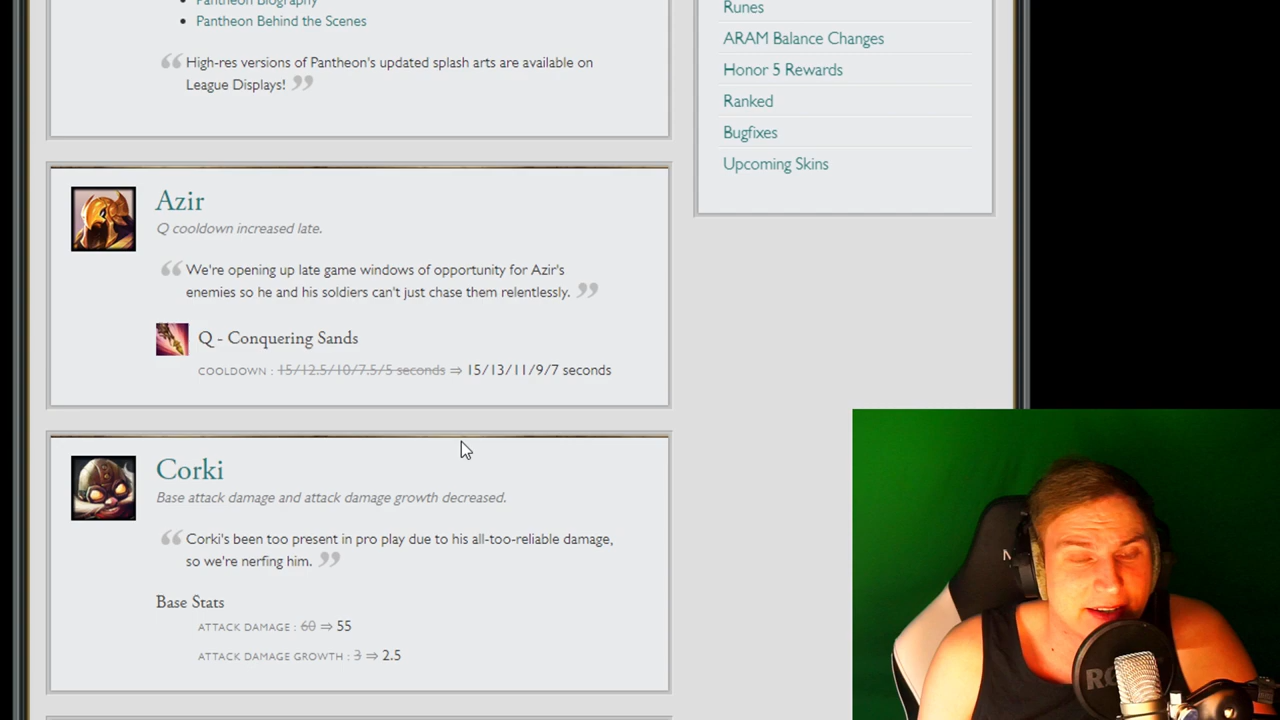 Pantheon Biography
Pantheon Behind the Scenes
High-res versions of Pantheon's updated splash arts are available on
League Displays!
Azir
Q cooldown increased late.
We're opening up late game windows of opportunity for Azir's
enemies so he and his soldiers can't just chase them relentlessly.
Q - Conquering Sands
COOLDOWN : 15/12.5/10/7.5/5 seconds ⇒ 15/13/11/9/7 seconds
Corki
Base attack damage and attack damage growth decreased.
Corki's been too present in pro play due to his all-too-reliable damage,
so we're nerfing him.
Base Stats
ATTACK DAMAGE : 60 ⇒ 55
ATTACK DAMAGE GROWTH : 3 ⇒ 2.5
Runes
ARAM Balance Changes
Honor 5 Rewards
Ranked
Bugfixes
Upcoming Skins